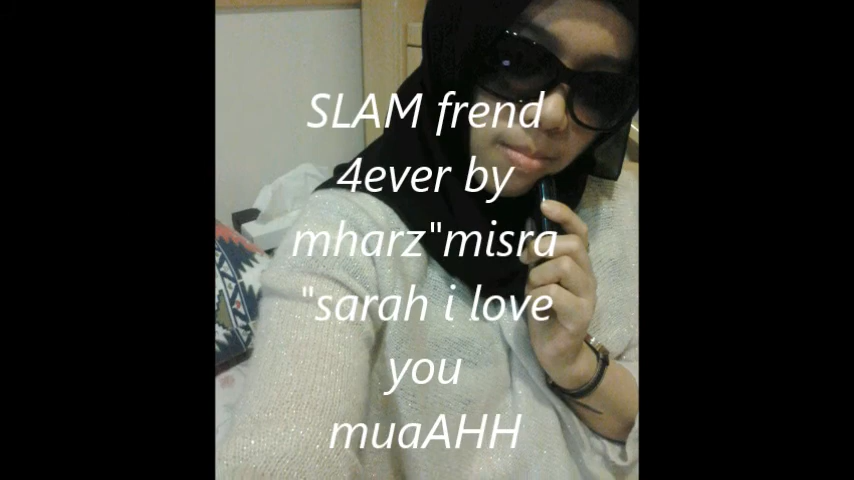 SLAM frend
4ever by
mharz"misra
"sarah i love
you
muaAHH